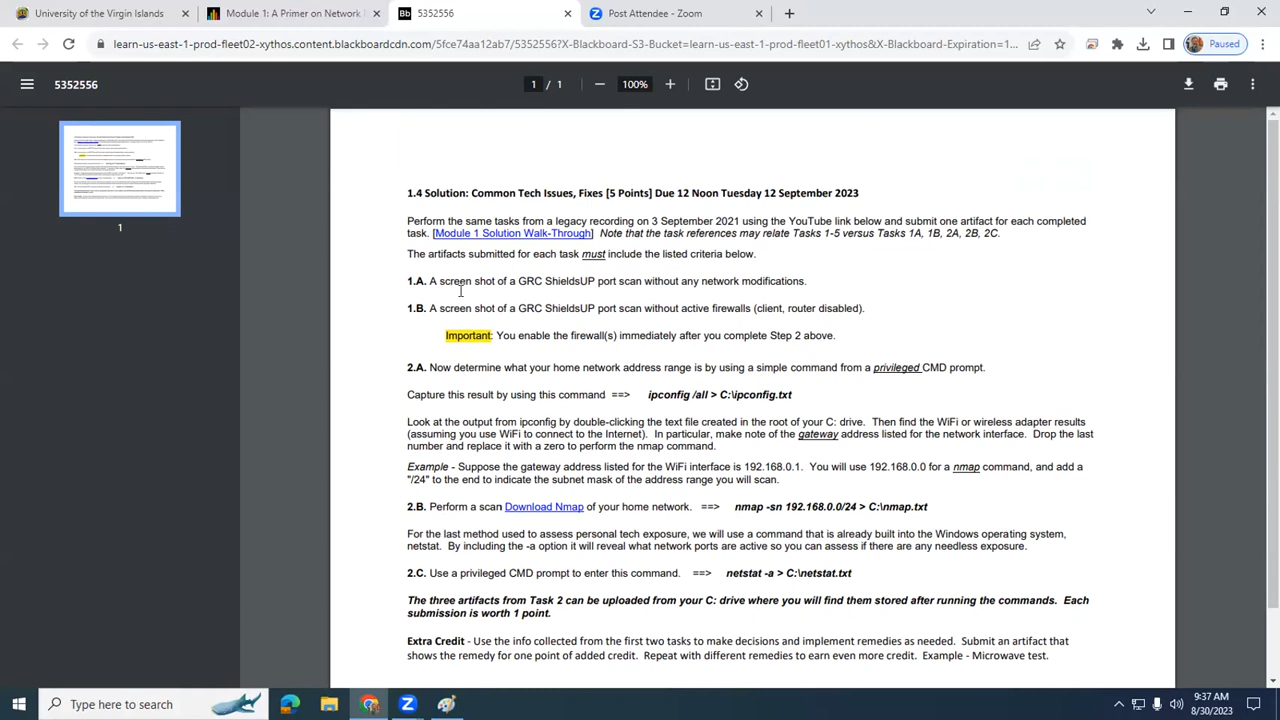 University of the Virgin Islands
Module 1: A Primer on Network
Bb 5352556
Post Attendee - Zoom
learn-us-east-1-prod-fleet02-xythos.content.blackboardcdn.com/5fce74aa12ab7/5352556?X-Blackboard-S3-Bucket=learn-us-east-1-prod-fleet01-xythos&X-Blackboard-Expiration=1...
Paused
5352556
1 / 1
100%
1
1.4 Solution: Common Tech Issues, Fixes [5 Points] Due 12 Noon Tuesday 12 September 2023
Perform the same tasks from a legacy recording on 3 September 2021 using the YouTube link below and submit one artifact for each completed
task. [Module 1 Solution Walk-Through] Note that the task references may relate Tasks 1-5 versus Tasks 1A, 1B, 2A, 2B, 2C.
The artifacts submitted for each task must include the listed criteria below.
1.A. A screen shot of a GRC ShieldsUP port scan without any network modifications.
1.B. A screen shot of a GRC ShieldsUP port scan without active firewalls (client, router disabled).
Important: You enable the firewall(s) immediately after you complete Step 2 above.
2.A. Now determine what your home network address range is by using a simple command from a privileged CMD prompt.
Capture this result by using this command ==> ipconfig /all > C:\ipconfig.txt
Look at the output from ipconfig by double-clicking the text file created in the root of your C: drive. Then find the WiFi or wireless adapter results
(assuming you use WiFi to connect to the Internet). In particular, make note of the gateway address listed for the network interface. Drop the last
number and replace it with a zero to perform the nmap command.
Example - Suppose the gateway address listed for the WiFi interface is 192.168.0.1. You will use 192.168.0.0 for a nmap command, and add a
"/24" to the end to indicate the subnet mask of the address range you will scan.
2.B. Perform a scan Download Nmap of your home network. ==> nmap -sn 192.168.0.0/24 > C:\nmap.txt
For the last method used to assess personal tech exposure, we will use a command that is already built into the Windows operating system,
netstat. By including the -a option it will reveal what network ports are active so you can assess if there are any needless exposure.
2.C. Use a privileged CMD prompt to enter this command. ==> netstat -a > C:\netstat.txt
The three artifacts from Task 2 can be uploaded from your C: drive where you will find them stored after running the commands. Each
submission is worth 1 point.
Extra Credit - Use the info collected from the first two tasks to make decisions and implement remedies as needed. Submit an artifact that
shows the remedy for one point of added credit. Repeat with different remedies to earn even more credit. Example - Microwave test.
Type here to search
9:37 AM
8/30/2023